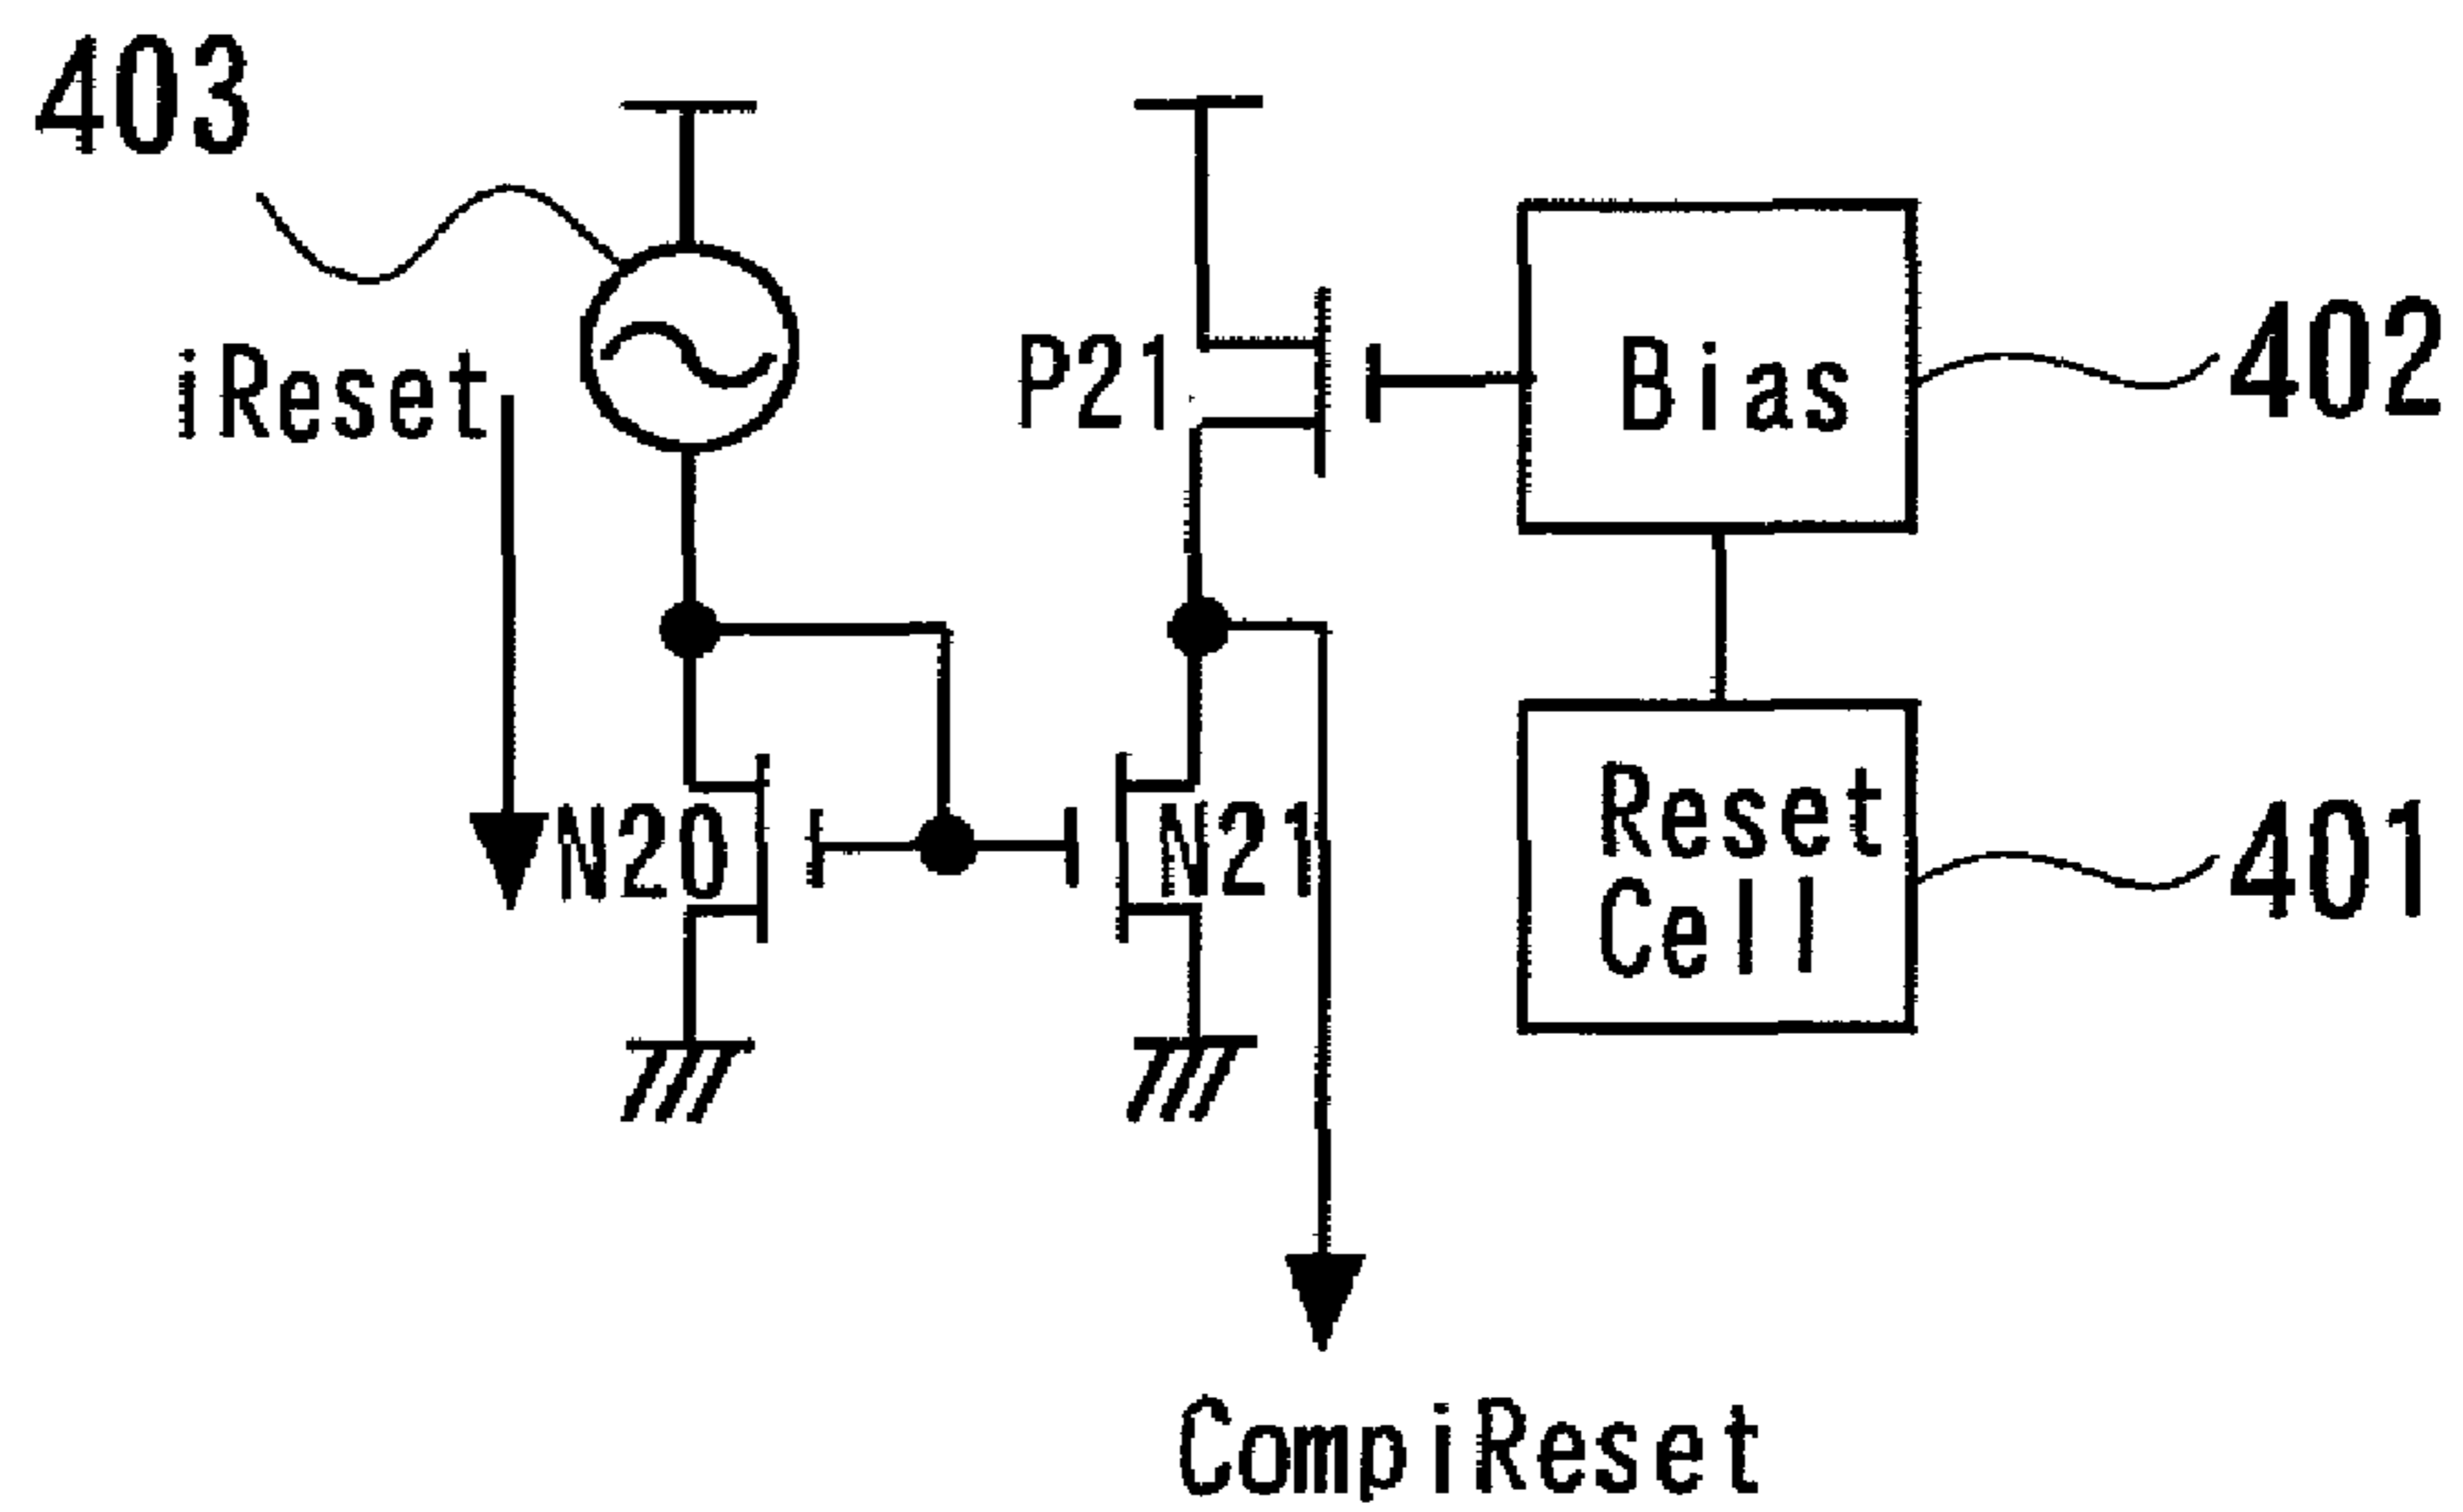 403
iReset
P21
Bias
402
N20
N21
Reset
Cell
401
CompiReset